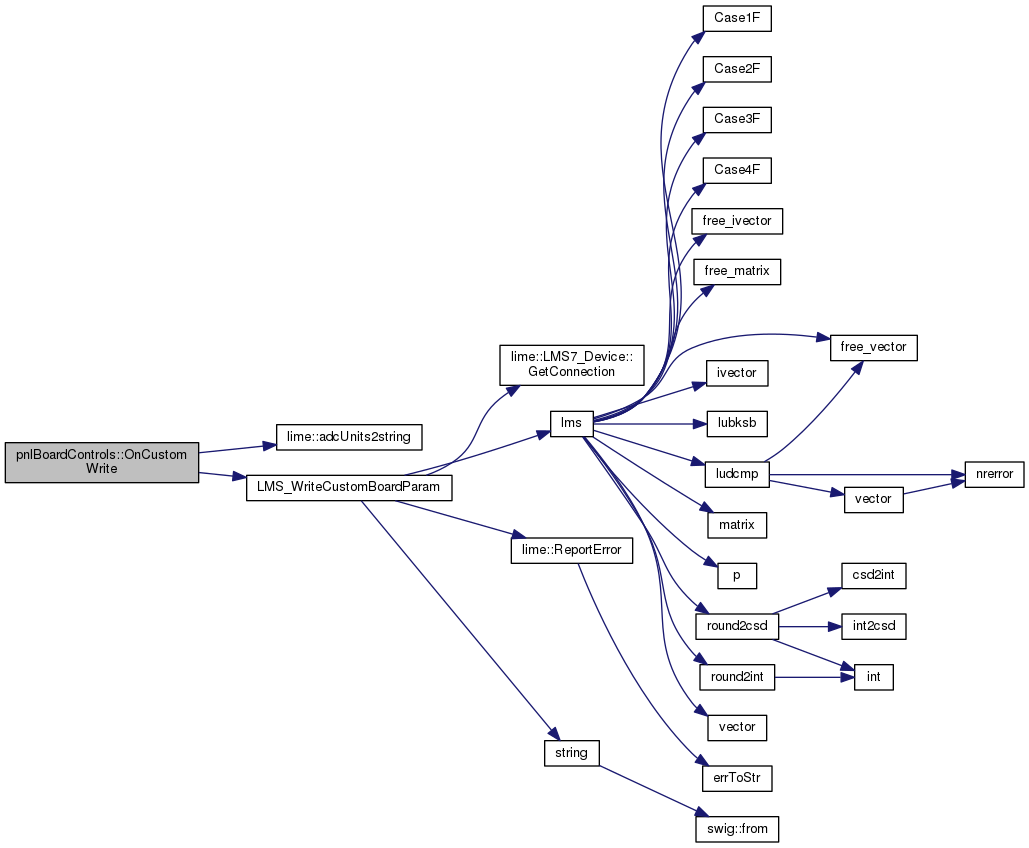 pnlBoardControls::OnCustom
Write
lime::adcUnits2string
LMS_WriteCustomBoardParam
lime::LMS7_Device::
GetConnection
lms
lime::ReportError
string
Case1F
Case2F
Case3F
Case4F
free_ivector
free_matrix
free_vector
ivector
lubksb
ludcmp
nrerror
vector
matrix
p
csd2int
round2csd
int2csd
round2int
int
vector
errToStr
swig::from